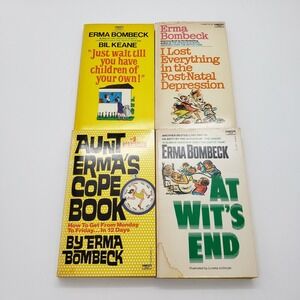 ERMA BOMBECK
BIL KEANE
"Just wait till
you have
children of
your own!"
Erma
Bombeck
I Lost
Everything
in the
Post-Natal
Depression
AUNT
ERMA'S
COPE
BOOK
How To Get From Monday
To Friday...In 12 Days
BY ERMA
BOMBECK
ERMA BOMBECK
AT
WIT'S
END